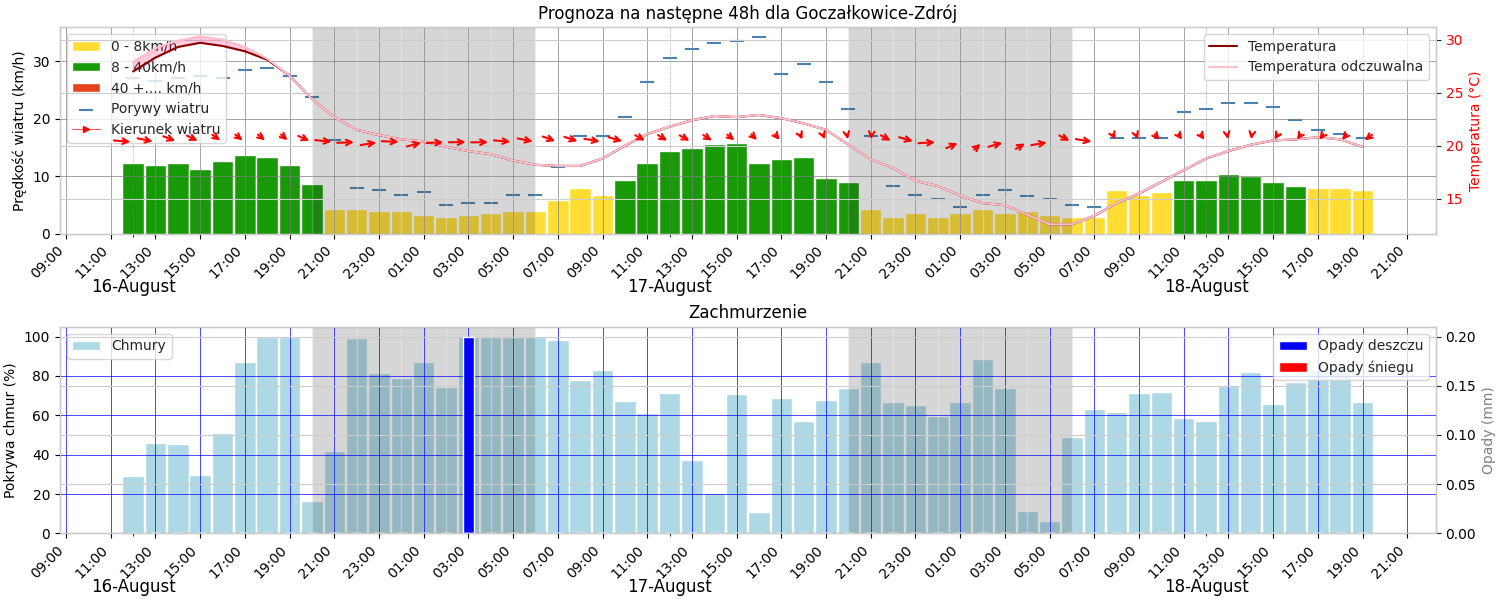 Prognoza na następne 48h dla Goczałkowice-Zdrój
Prędkość wiatru (km/h)
30
20
10
0
0 - 8km/h
8 - 40km/h
40 +.... km/h
Porywy wiatru
Kierunek wiatru
Temperatura
Temperatura odczuwalna
30
25
20
15
Temperatura (°C)
09:00 11:00 13:00 15:00 17:00 19:00 21:00 23:00 01:00 03:00 05:00 07:00 09:00 11:00 13:00 15:00 17:00 19:00 21:00 23:00 01:00 03:00 05:00 07:00 09:00 11:00 13:00 15:00 17:00 19:00 21:00
16-August 17-August 18-August
Zachmurzenie
Pokrywa chmur (%)
100
80
60
40
20
0
Chmury
Opady deszczu
Opady śniegu
0.20
0.15
0.10
0.05
0.00
Opady (mm)
09:00 11:00 13:00 15:00 17:00 19:00 21:00 23:00 01:00 03:00 05:00 07:00 09:00 11:00 13:00 15:00 17:00 19:00 21:00 23:00 01:00 03:00 05:00 07:00 09:00 11:00 13:00 15:00 17:00 19:00 21:00
16-August 17-August 18-August